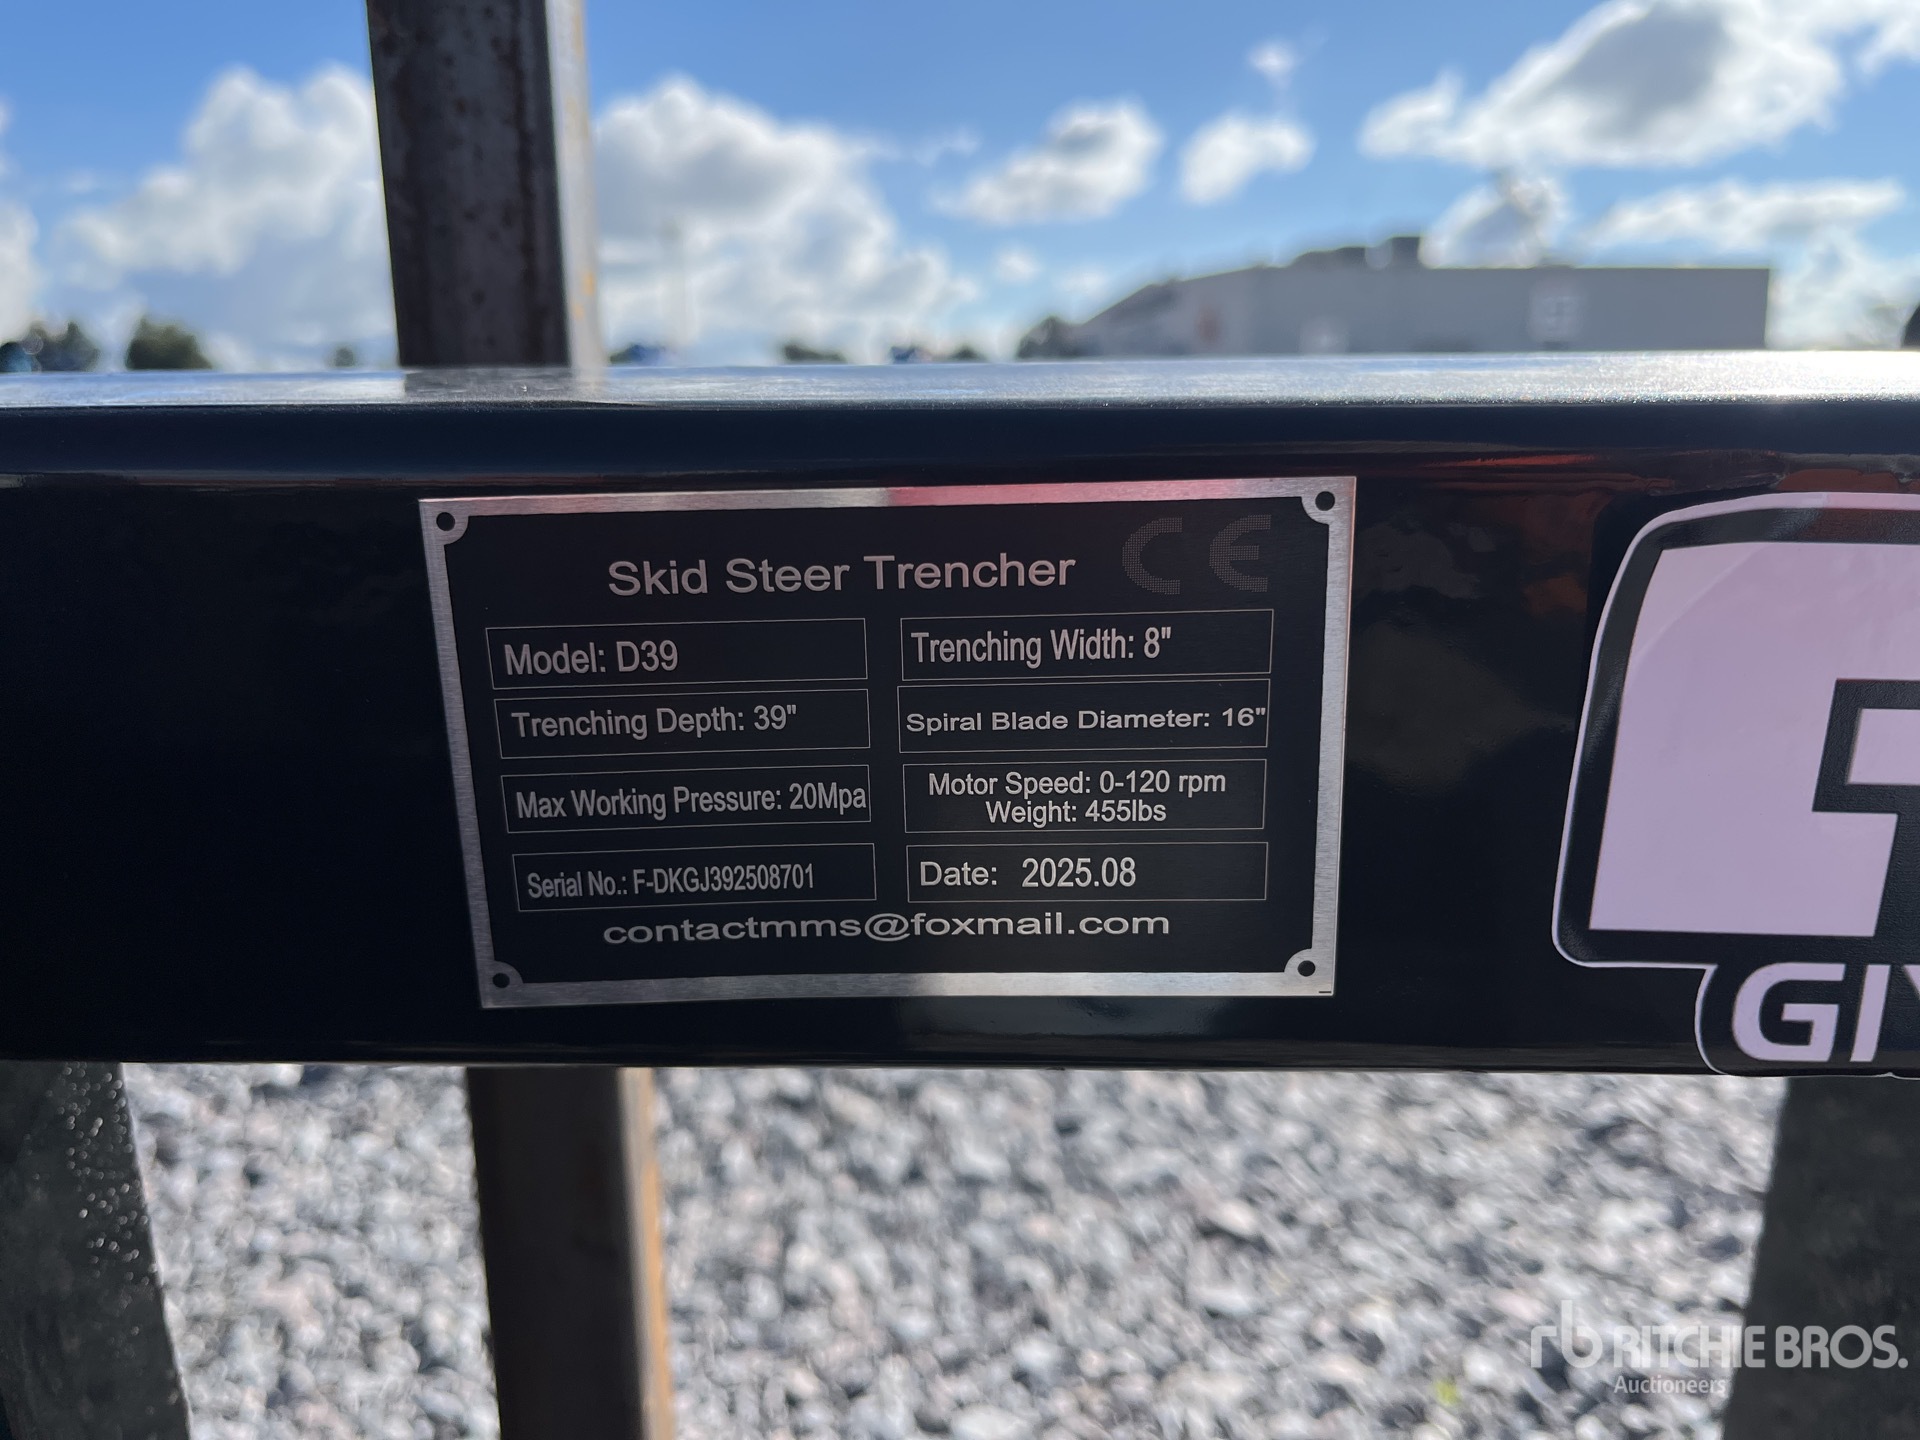 Skid Steer Trencher CE
Model: D39
Trenching Width: 8"
Trenching Depth: 39"
Spiral Blade Diameter: 16"
Max Working Pressure: 20Mpa
Motor Speed: 0-120 rpm
Weight: 455lbs
Serial No.: F-DKGJ392508701
Date: 2025.08
contactmms@foxmail.com
rb RITCHIE BROS.
Auctioneers